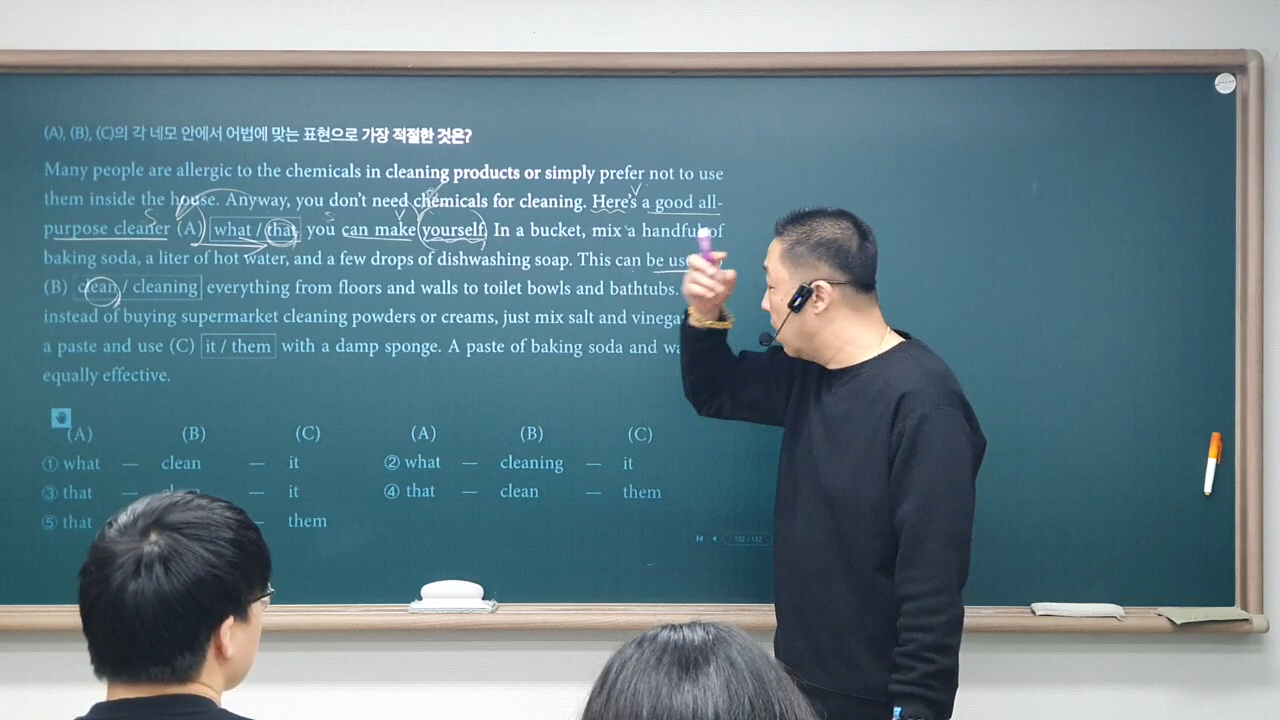 (A), (B), (C)의 각 네모 안에서 어법에 맞는 표현으로 가장 적절한 것은?
Many people are allergic to the chemicals in cleaning products or simply prefer not to use
them inside the house. Anyway, you don't need chemicals for cleaning. Here's a good all-
purpose cleaner (A) what / that you can make yourself. In a bucket, mix a handful of
baking soda, a liter of hot water, and a few drops of dishwashing soap. This can be
(B) clean / cleaning everything from floors and walls to toilet bowls and bathtubs.
instead of buying supermarket cleaning powders or creams, just mix salt and
a paste and use (C) it / them with a damp sponge. A paste of baking soda and
equally effective.
(A) (B) (C) (A) (B) (C)
① what — clean — it ② what — cleaning — it
③ that — clean — it ④ that — clean — them
⑤ that — them
102 / 132
S S V V